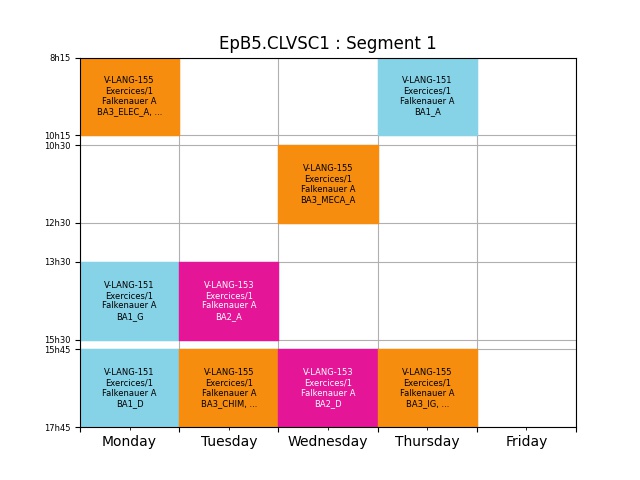 EpB5.CLVSC1 : Segment 1
8h15
V-LANG-155
Exercices/1
Falkenauer A
BA3_ELEC_A, ...
V-LANG-151
Exercices/1
Falkenauer A
BA1_A
10h15
10h30
V-LANG-155
Exercices/1
Falkenauer A
BA3_MECA_A
12h30
13h30
V-LANG-151
Exercices/1
Falkenauer A
BA1_G
V-LANG-153
Exercices/1
Falkenauer A
BA2_A
15h30
15h45
V-LANG-151
Exercices/1
Falkenauer A
BA1_D
V-LANG-155
Exercices/1
Falkenauer A
BA3_CHIM, ...
V-LANG-153
Exercices/1
Falkenauer A
BA2_D
V-LANG-155
Exercices/1
Falkenauer A
BA3_IG, ...
17h45
Monday
Tuesday
Wednesday
Thursday
Friday